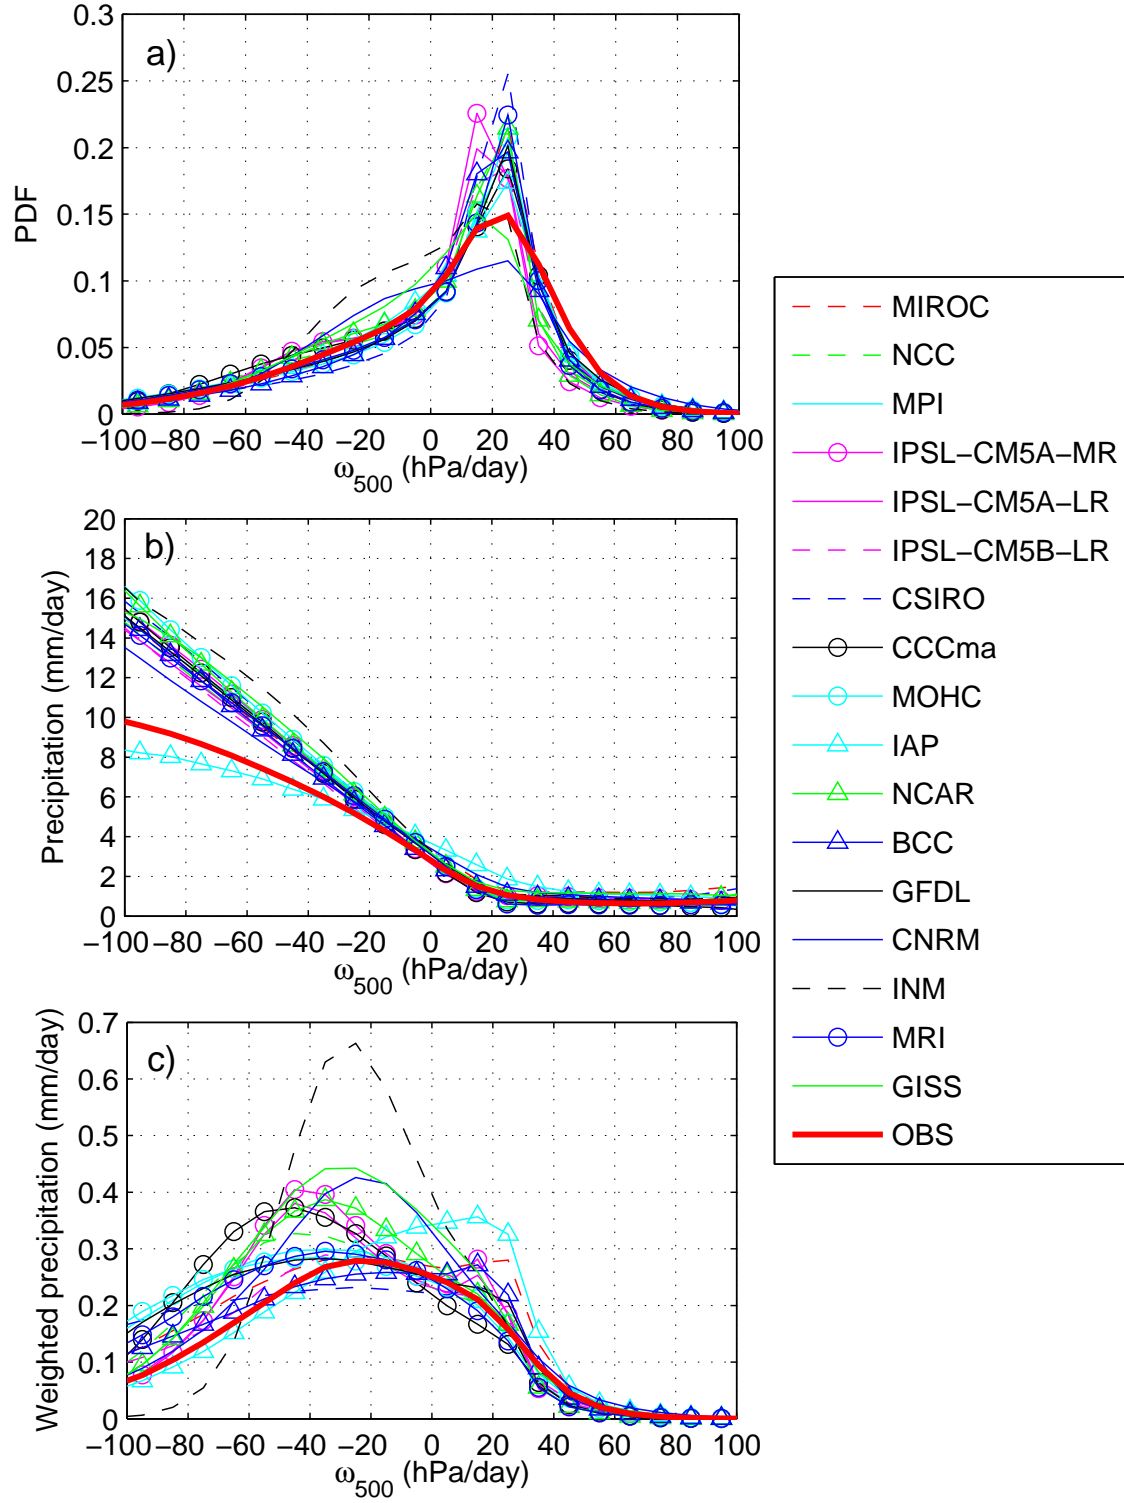 a)
0.3
0.25
0.2
0.15
0.1
0.05
0
PDF
−100 −80 −60 −40 −20 0 20 40 60 80 100
ω500 (hPa/day)
b)
20
18
16
14
12
10
8
6
4
2
0
Precipitation (mm/day)
−100 −80 −60 −40 −20 0 20 40 60 80 100
ω500 (hPa/day)
c)
0.7
0.6
0.5
0.4
0.3
0.2
0.1
0
Weighted precipitation (mm/day)
−100 −80 −60 −40 −20 0 20 40 60 80 100
ω500 (hPa/day)
MIROC
NCC
MPI
IPSL−CM5A−MR
IPSL−CM5A−LR
IPSL−CM5B−LR
CSIRO
CCCma
MOHC
IAP
NCAR
BCC
GFDL
CNRM
INM
MRI
GISS
OBS